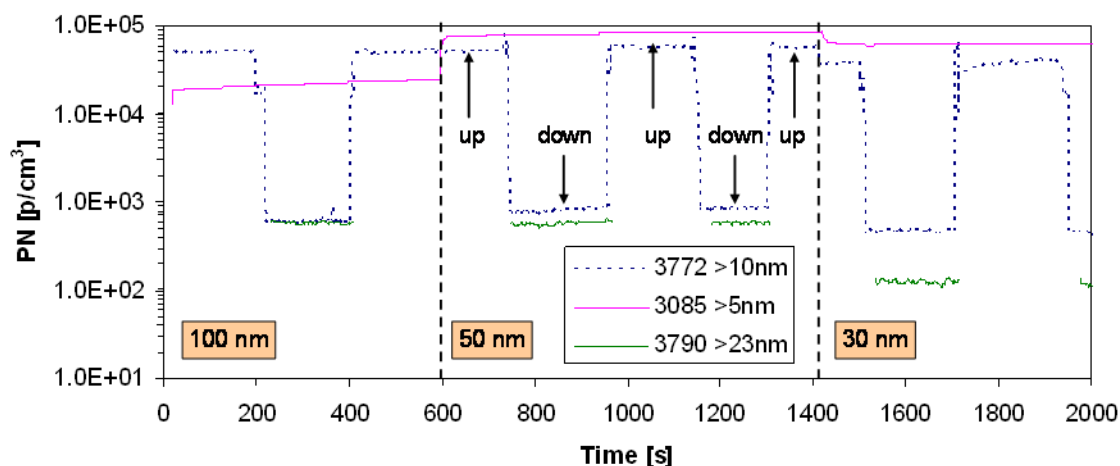 1.0E+05
1.0E+04
1.0E+03
1.0E+02
1.0E+01
PN [p/cm³]
up
down
up
down
up
3772 >10nm
3085 >5nm
3790 >23nm
100 nm
50 nm
30 nm
0 200 400 600 800 1000 1200 1400 1600 1800 2000
Time [s]